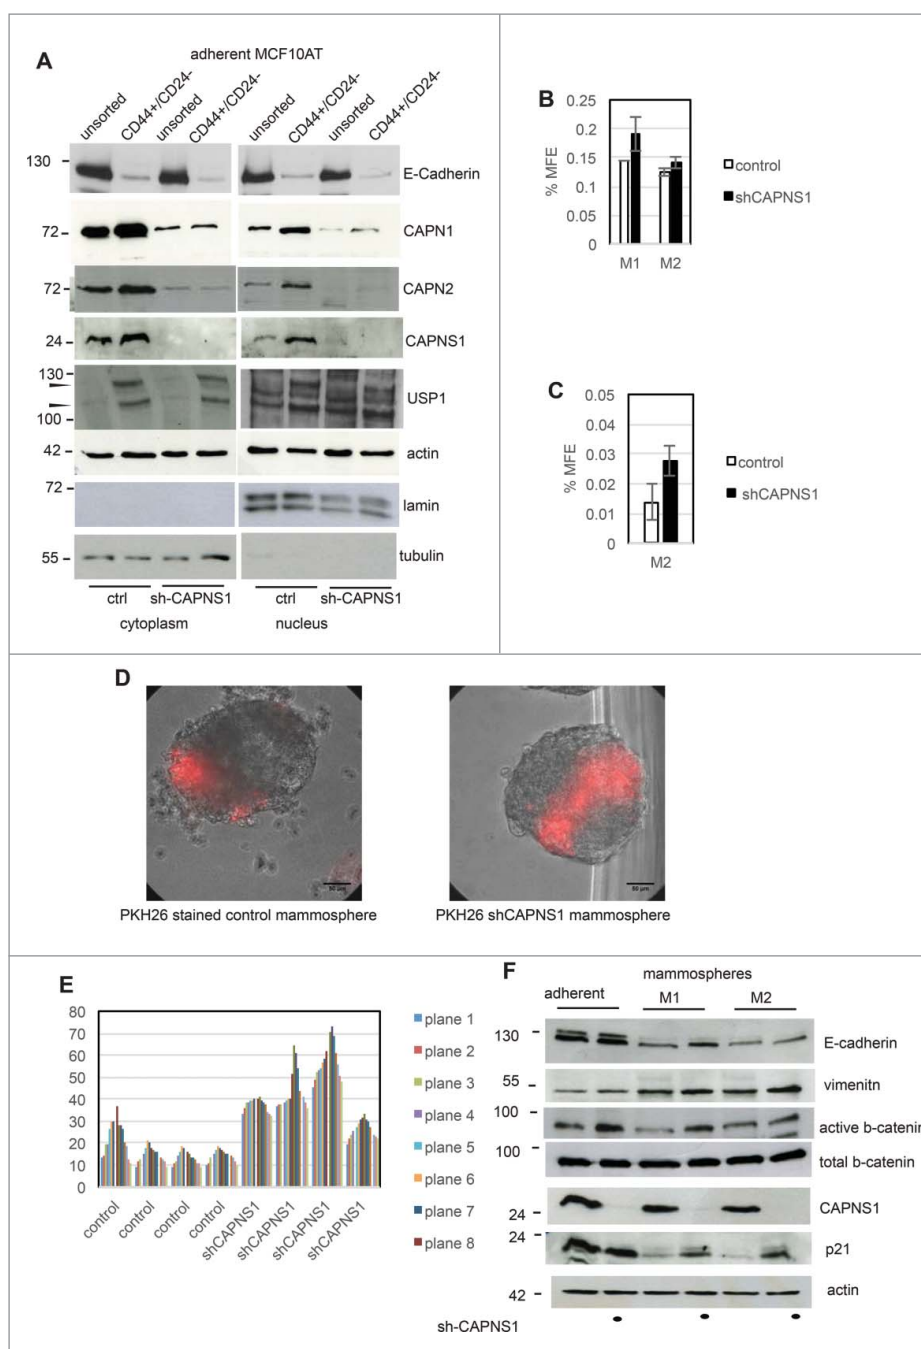 A
adherent MCF10AT
unsorted CD44+/CD24- unsorted CD44+/CD24- unsorted CD44+/CD24- unsorted CD44+/CD24-
130
E-Cadherin
72
CAPN1
72
CAPN2
24
CAPNS1
130
USP1
100
42
actin
72
lamin
55
tubulin
ctrl sh-CAPNS1 ctrl sh-CAPNS1
cytoplasm nucleus
B
0.25
0.2
0.15
0.1
0.05
0
% MFE
M1 M2
control
shCAPNS1
C
0.05
0.04
0.03
0.02
0.01
0
% MFE
M2
control
shCAPNS1
D
50 µm
50 µm
PKH26 stained control mammosphere
PKH26 shCAPNS1 mammosphere
E
80
70
60
50
40
30
20
10
0
control control control control shCAPNS1 shCAPNS1 shCAPNS1 shCAPNS1
plane 1
plane 2
plane 3
plane 4
plane 5
plane 6
plane 7
plane 8
F
mammospheres
adherent M1 M2
130
E-cadherin
55
vimenitn
100
active b-catenin
100
total b-catenin
CAPNS1
24
24
p21
42
actin
sh-CAPNS1